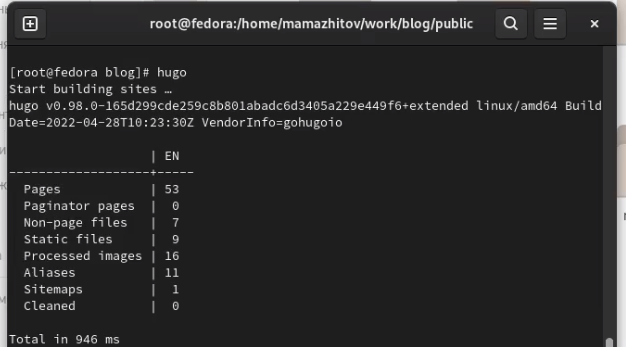 root@fedora:/home/mamazhitov/work/blog/public
[root@fedora blog]# hugo
Start building sites …
hugo v0.98.0-165d299cde259c8b801abadc6d3405a229e449f6+extended linux/amd64 Build
Date=2022-04-28T10:23:30Z VendorInfo=gohugoio
| EN
-------------------+-----
Pages | 53
Paginator pages | 0
Non-page files | 7
Static files | 9
Processed images | 16
Aliases | 11
Sitemaps | 1
Cleaned | 0
Total in 946 ms